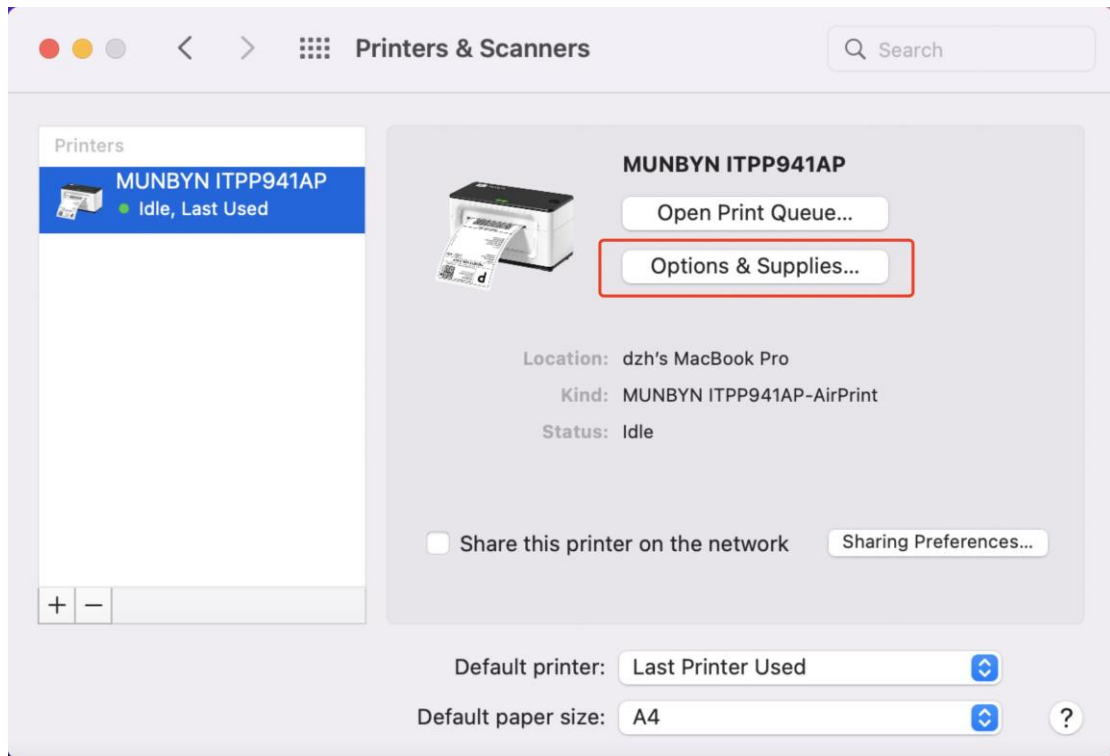 Printers & Scanners
Search
Printers
MUNBYN ITPP941AP
Idle, Last Used
MUNBYN ITPP941AP
Open Print Queue...
Options & Supplies...
Location: dzh's MacBook Pro
Kind: MUNBYN ITPP941AP-AirPrint
Status: Idle
Share this printer on the network
Sharing Preferences...
+ −
Default printer: Last Printer Used
Default paper size: A4
?